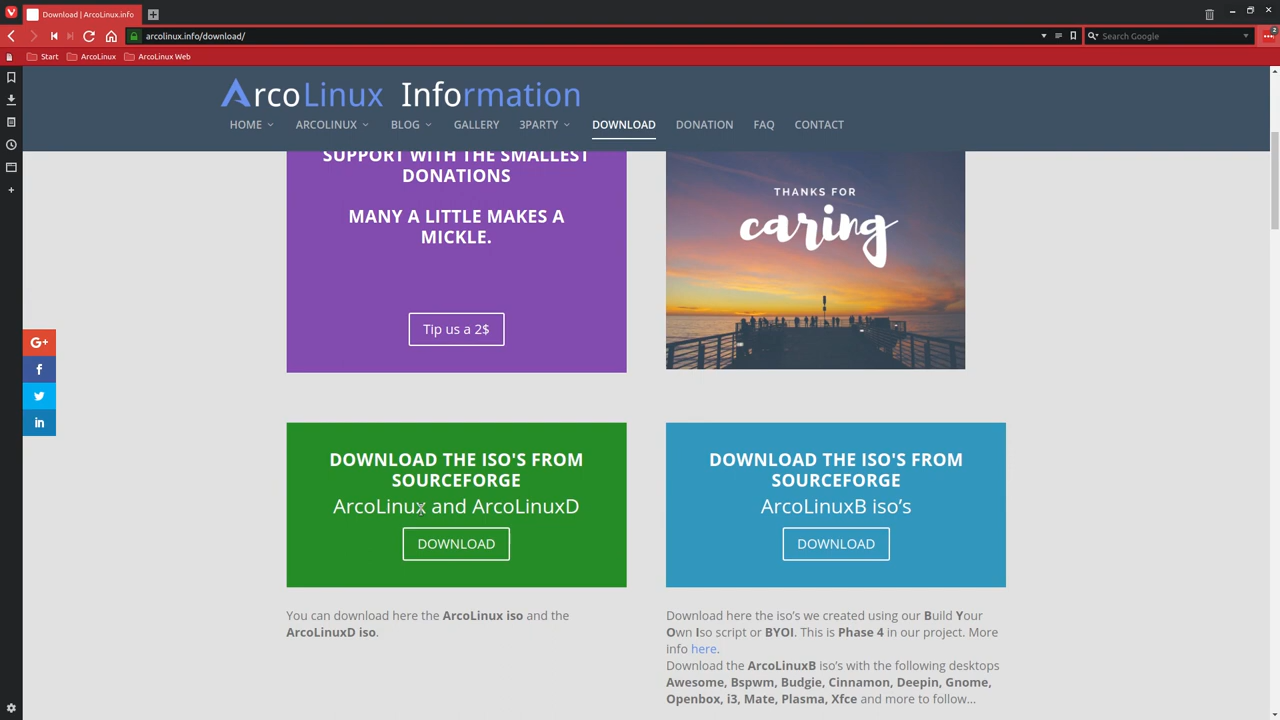 Download | ArcoLinux.info
arcolinux.info/download/
Search Google
2
Start
ArcoLinux
ArcoLinux Web
ArcoLinux Information
HOME
ARCOLINUX
BLOG
GALLERY
3PARTY
DOWNLOAD
DONATION
FAQ
CONTACT
SUPPORT WITH THE SMALLEST
DONATIONS
MANY A LITTLE MAKES A
MICKLE.
Tip us a 2$
THANKS FOR
caring
G+
f
in
DOWNLOAD THE ISO'S FROM
SOURCEFORGE
ArcoLinux and ArcoLinuxD
DOWNLOAD
DOWNLOAD THE ISO'S FROM
SOURCEFORGE
ArcoLinuxB iso’s
DOWNLOAD
You can download here the ArcoLinux iso and the
ArcoLinuxD iso.
Download here the iso’s we created using our Build Your
Own Iso script or BYOI. This is Phase 4 in our project. More
info here.
Download the ArcoLinuxB iso’s with the following desktops
Awesome, Bspwm, Budgie, Cinnamon, Deepin, Gnome,
Openbox, i3, Mate, Plasma, Xfce and more to follow…